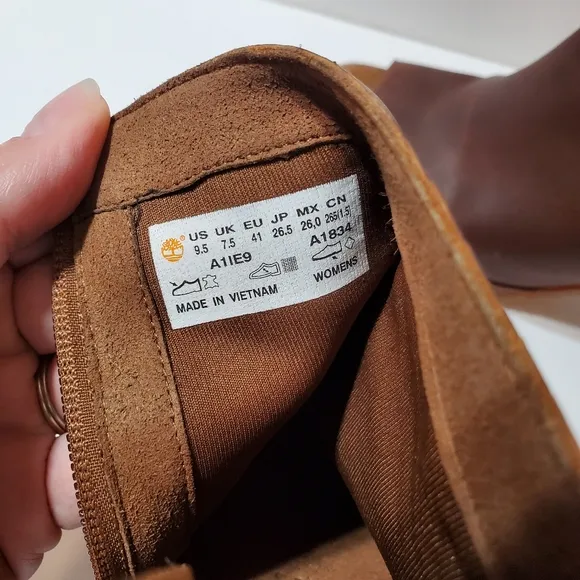 US UK EU JP MX CN
9.5 7.5 41 26.5 26,0 265(1.5)
A1IE9 A1834
MADE IN VIETNAM WOMENS